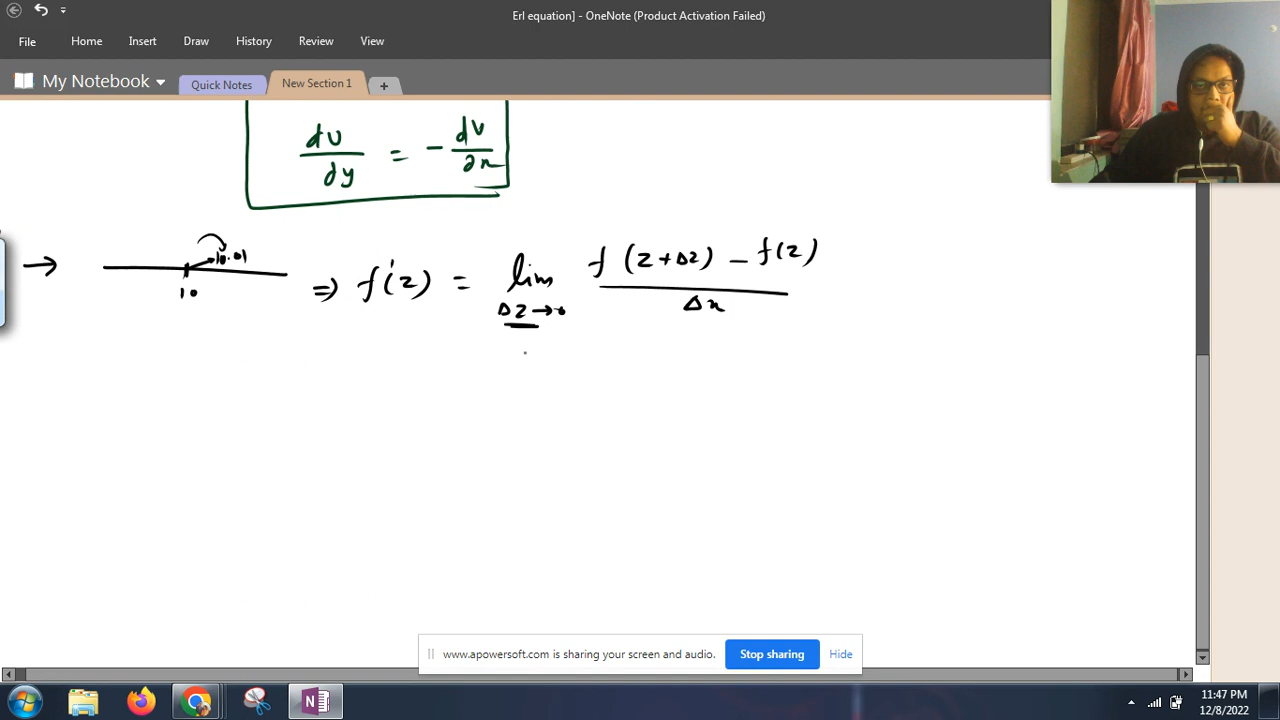 Erl equation] - OneNote (Product Activation Failed)
File Home Insert Draw History Review View
My Notebook Quick Notes New Section 1 +
du/dy = - dv/∂x
→ 10 10.01 ⇒ f'(z) = lim Δz→0 f(z+Δz) - f(z) / Δx
www.apowersoft.com is sharing your screen and audio. Stop sharing Hide
11:47 PM
12/8/2022